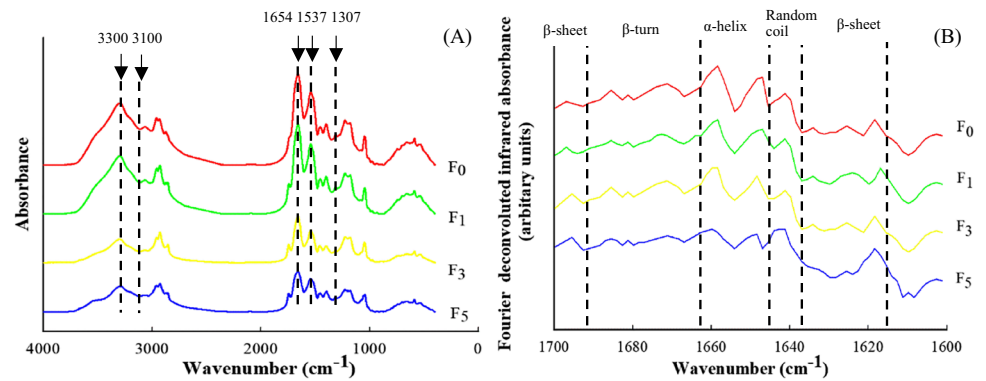 1654 1537 1307
3300 3100
(A)
F0
F1
F3
F5
Absorbance
4000 3000 2000 1000 0
Wavenumber (cm-1)
β-sheet β-turn α-helix Random coil β-sheet
(B)
F0
F1
F3
F5
Fourier deconvoluted infrared absorbance
(arbitary units)
1700 1680 1660 1640 1620 1600
Wavenumber (cm-1)